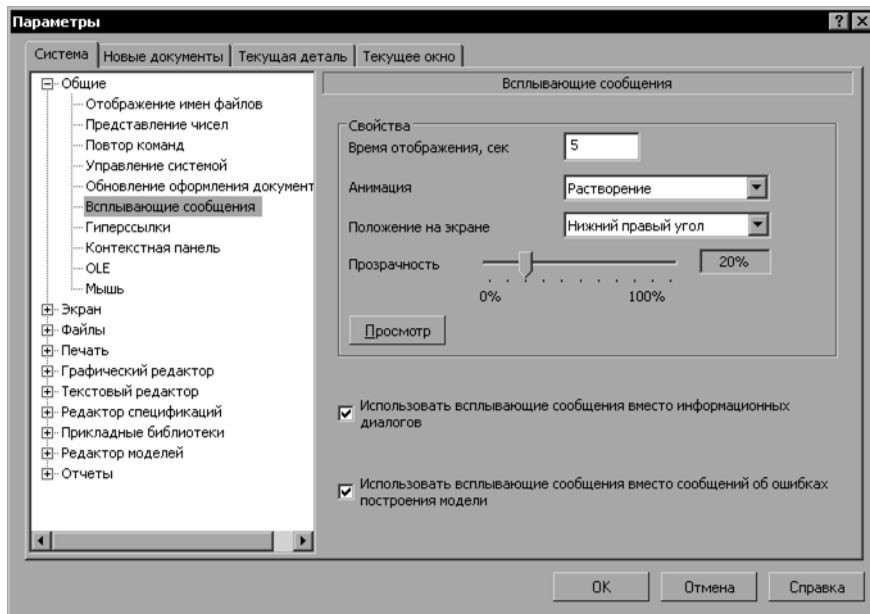 Параметры
Система Новые документы Текущая деталь Текущее окно
Общие
Отображение имен файлов
Представление чисел
Повтор команд
Управление системой
Обновление оформления документ
Всплывающие сообщения
Гиперссылки
Контекстная панель
OLE
Мышь
Экран
Файлы
Печать
Графический редактор
Текстовый редактор
Редактор спецификаций
Прикладные библиотеки
Редактор моделей
Отчеты
Всплывающие сообщения
Свойства
Время отображения, сек 5
Анимация Растворение
Положение на экране Нижний правый угол
Прозрачность 20%
0% 100%
Просмотр
Использовать всплывающие сообщения вместо информационных
диалогов
Использовать всплывающие сообщения вместо сообщений об ошибках
построения модели
OK Отмена Справка